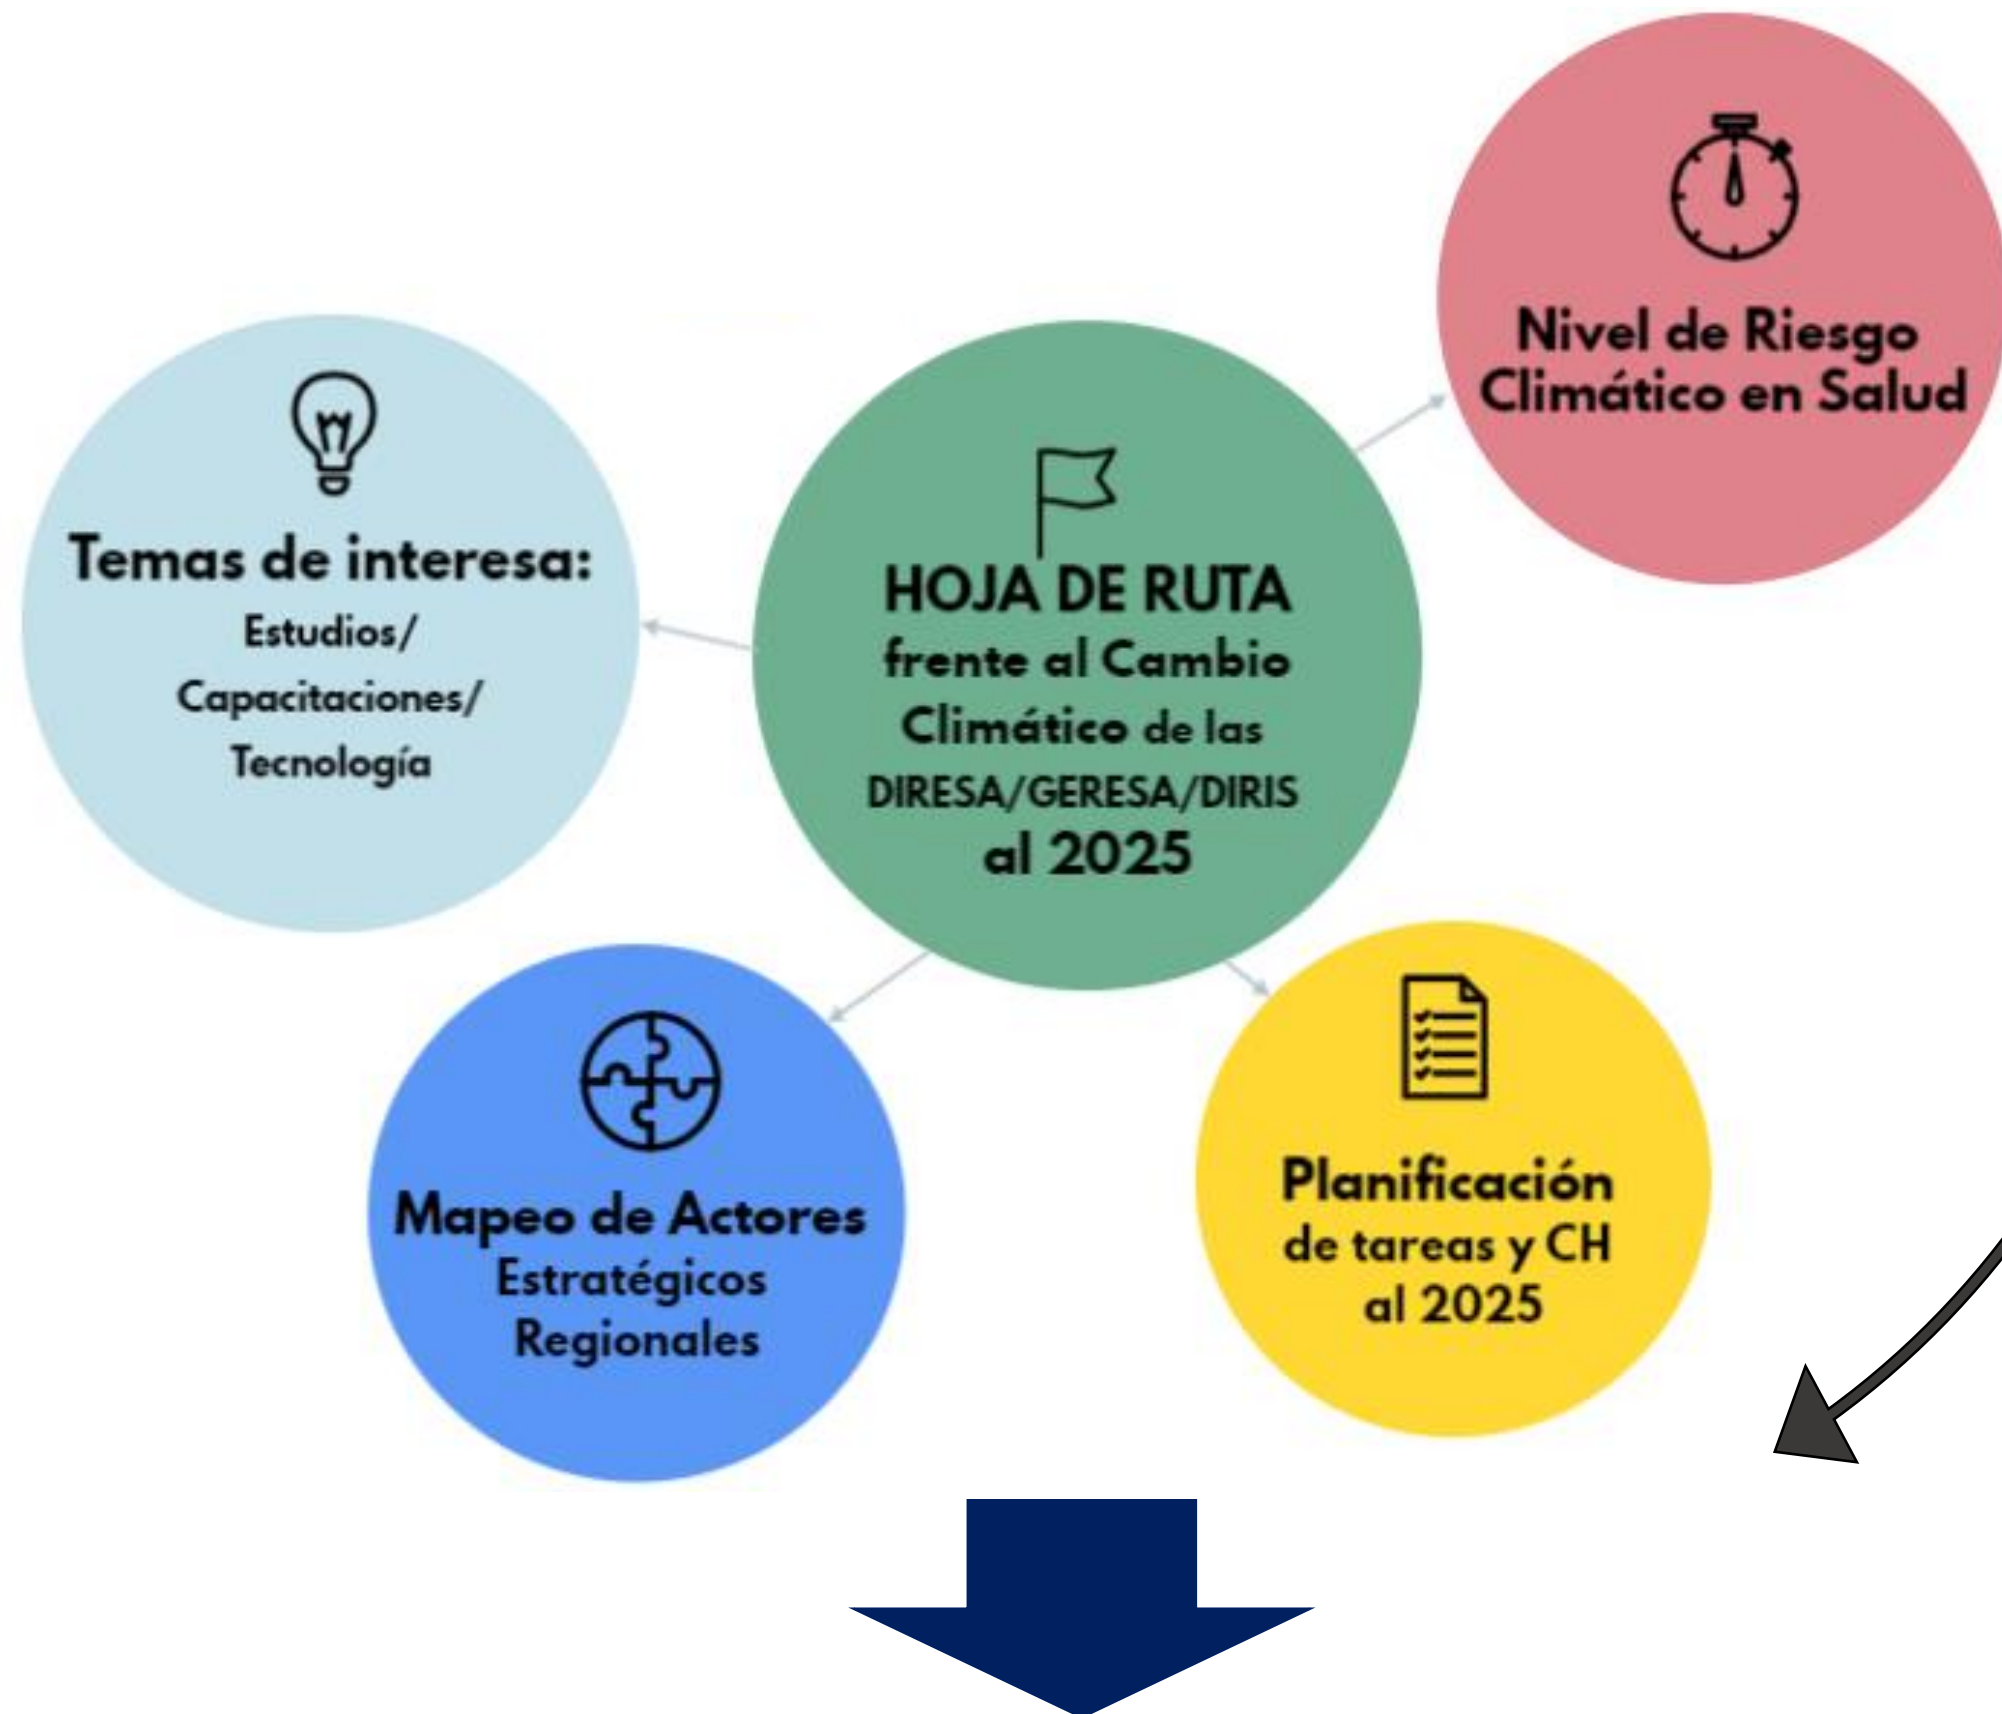 Nivel de Riesgo
Climático en Salud
Temas de interesa:
Estudios/
Capacitaciones/
Tecnología
HOJA DE RUTA
frente al Cambio
Climático de las
DIRESA/GERESA/DIRIS
al 2025
Mapeo de Actores
Estratégicos
Regionales
Planificación
de tareas y CH
al 2025